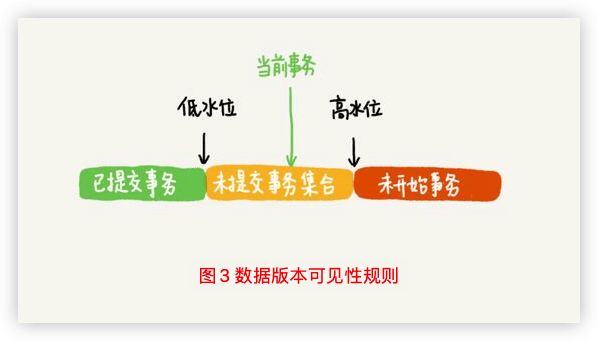 当前事务
低水位
高水位
已提交事务
未提交事务集合
未开始事务
图3 数据版本可见性规则